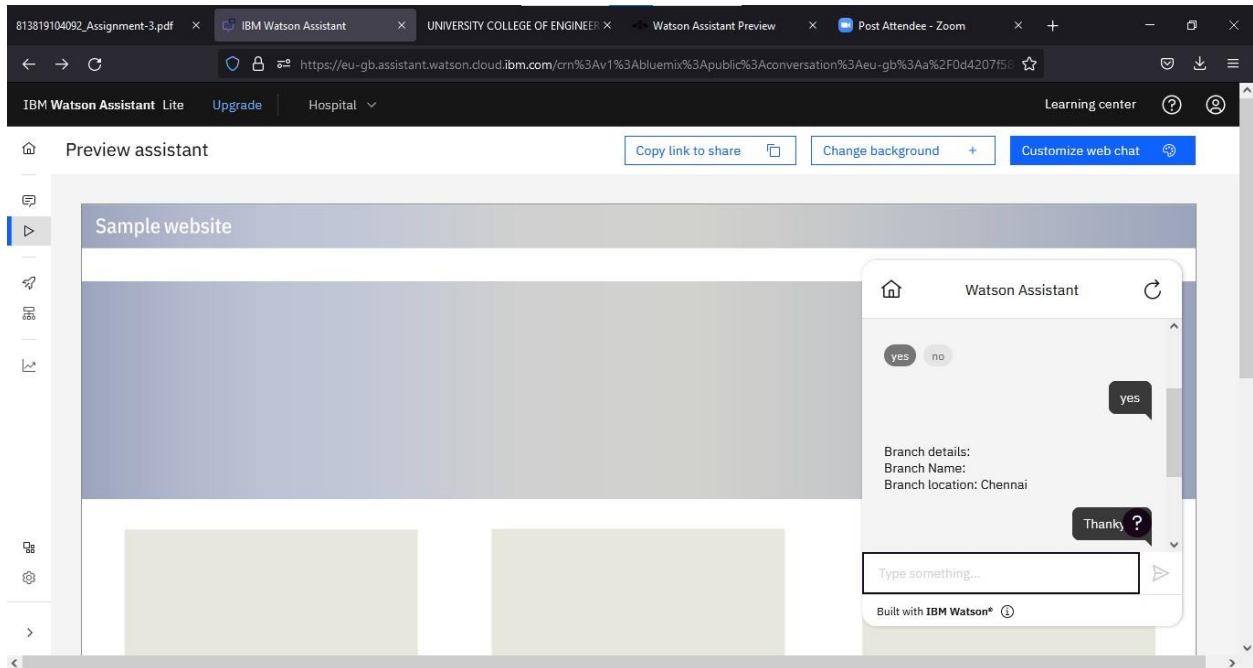 813819104092_Assignment-3.pdf
IBM Watson Assistant
UNIVERSITY COLLEGE OF ENGINEER
Watson Assistant Preview
Post Attendee - Zoom
https://eu-gb.assistant.watson.cloud.ibm.com/crn%3Av1%3Abluemix%3Apublic%3Aconversation%3Aeu-gb%3Aa%2F0d4207f58
IBM Watson Assistant Lite Upgrade Hospital Learning center
Preview assistant Copy link to share Change background + Customize web chat
Sample website
Watson Assistant
yes no
yes
Branch details:
Branch Name:
Branch location: Chennai
Thanky ?
Type something...
Built with IBM Watson®